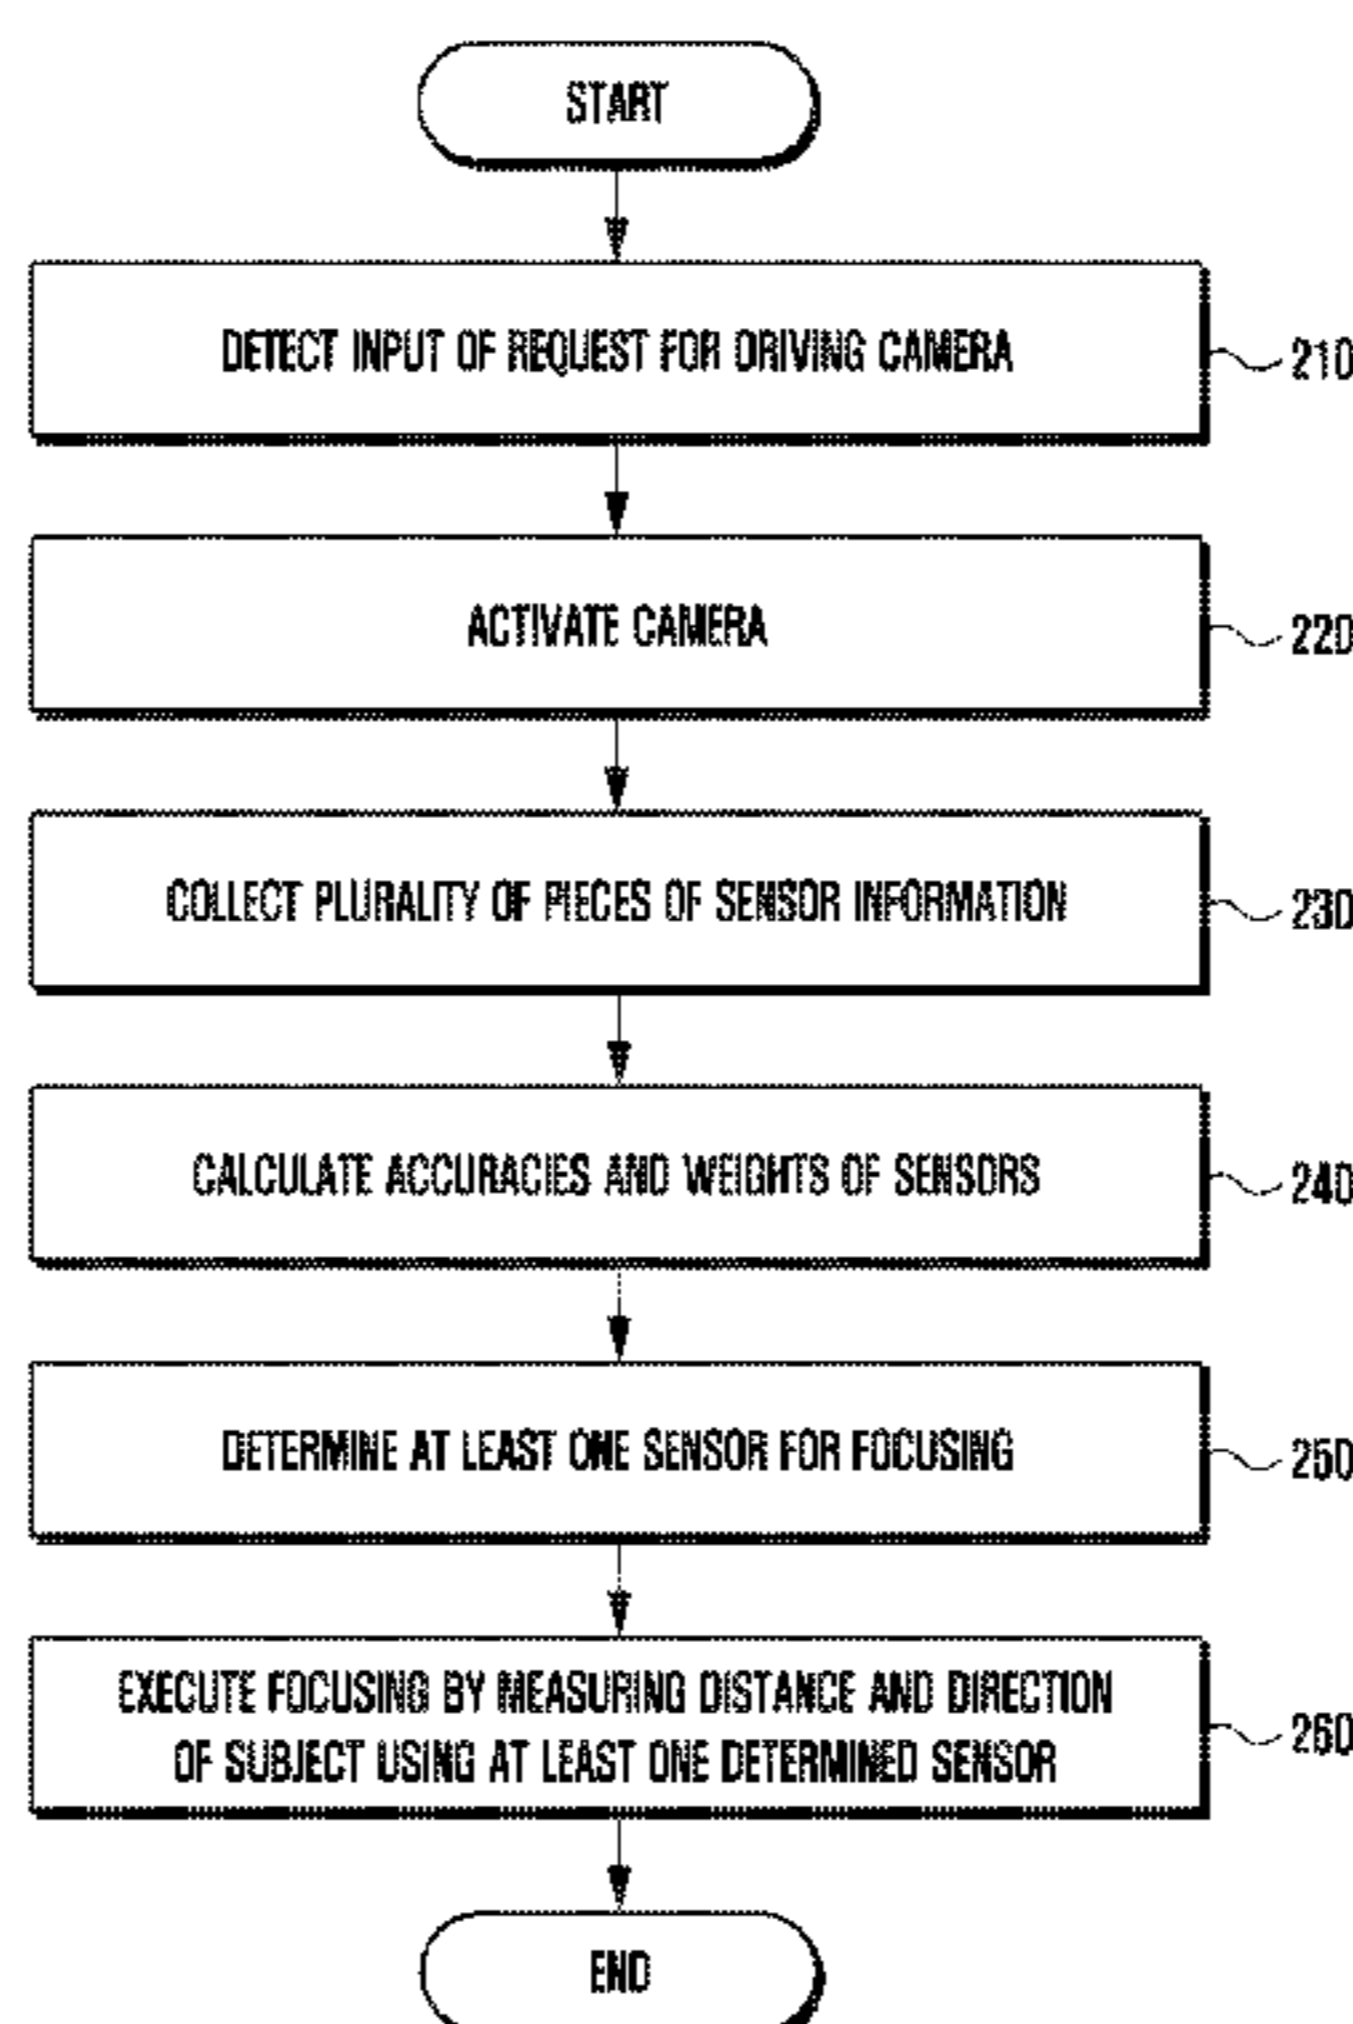 START
DETECT INPUT OF REQUEST FOR DRIVING CAMERA
210
ACTIVATE CAMERA
220
COLLECT PLURALITY OF PIECES OF SENSOR INFORMATION
230
CALCULATE ACCURACIES AND WEIGHTS OF SENSORS
240
DETERMINE AT LEAST ONE SENSOR FOR FOCUSING
250
EXECUTE FOCUSING BY MEASURING DISTANCE AND DIRECTION
OF SUBJECT USING AT LEAST ONE DETERMINED SENSOR
260
END